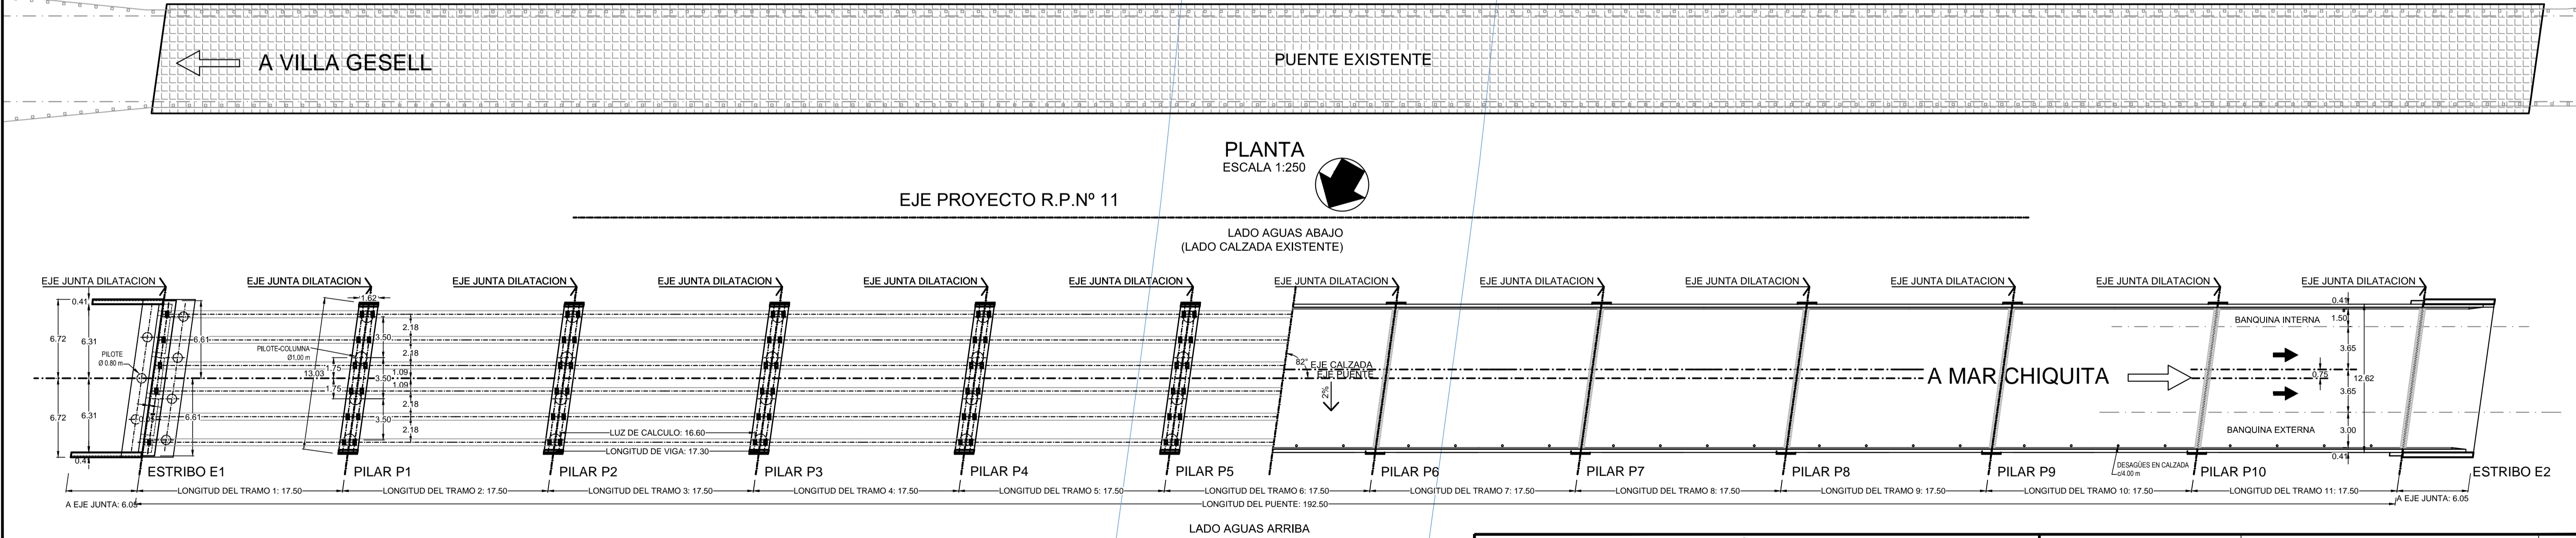 A VILLA GESELL
PUENTE EXISTENTE
PLANTA
ESCALA 1:250
EJE PROYECTO R.P.Nº 11
LADO AGUAS ABAJO
(LADO CALZADA EXISTENTE)
EJE JUNTA DILATACION
EJE JUNTA DILATACION
EJE JUNTA DILATACION
EJE JUNTA DILATACION
EJE JUNTA DILATACION
EJE JUNTA DILATACION
EJE JUNTA DILATACION
EJE JUNTA DILATACION
EJE JUNTA DILATACION
EJE JUNTA DILATACION
EJE JUNTA DILATACION
EJE JUNTA DILATACION
0.41
6.72
6.31
6.61
PILOTE
Ø 0.80 m
6.72
6.31
6.61
0.41
1.62
PILOTE-COLUMNA
Ø1,00 m
13.03
1.75
1.75
3.50
3.50
3.50
2.18
2.18
1.09
1.09
2.18
2.18
LUZ DE CALCULO: 16.60
LONGITUD DE VIGA: 17.30
82°
EJE CALZADA
EJE PUENTE
2%
A MAR CHIQUITA
BANQUINA INTERNA
BANQUINA EXTERNA
0.41
1.50
3.65
0.75
12.62
3.65
3.00
0.41
DESAGÜES EN CALZADA
c/4.00 m
ESTRIBO E1
PILAR P1
PILAR P2
PILAR P3
PILAR P4
PILAR P5
PILAR P6
PILAR P7
PILAR P8
PILAR P9
PILAR P10
ESTRIBO E2
LONGITUD DEL TRAMO 1: 17.50
LONGITUD DEL TRAMO 2: 17.50
LONGITUD DEL TRAMO 3: 17.50
LONGITUD DEL TRAMO 4: 17.50
LONGITUD DEL TRAMO 5: 17.50
LONGITUD DEL TRAMO 6: 17.50
LONGITUD DEL TRAMO 7: 17.50
LONGITUD DEL TRAMO 8: 17.50
LONGITUD DEL TRAMO 9: 17.50
LONGITUD DEL TRAMO 10: 17.50
LONGITUD DEL TRAMO 11: 17.50
A EJE JUNTA: 6.05
LONGITUD DEL PUENTE: 192.50
A EJE JUNTA: 6.05
LADO AGUAS ARRIBA